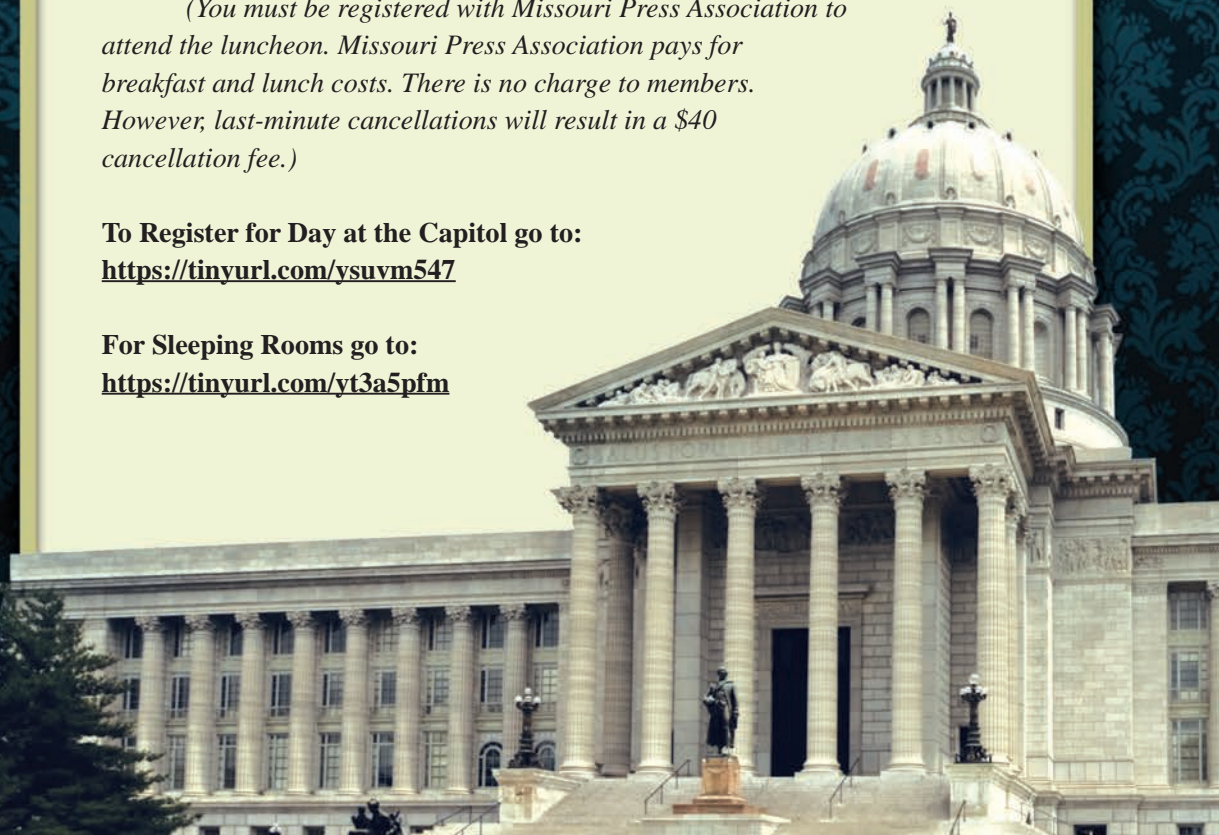 (You must be registered with Missouri Press Association to
attend the luncheon. Missouri Press Association pays for
breakfast and lunch costs. There is no charge to members.
However, last-minute cancellations will result in a $40
cancellation fee.)
To Register for Day at the Capitol go to:
https://tinyurl.com/ysuvm547
For Sleeping Rooms go to:
https://tinyurl.com/yt3a5pfm